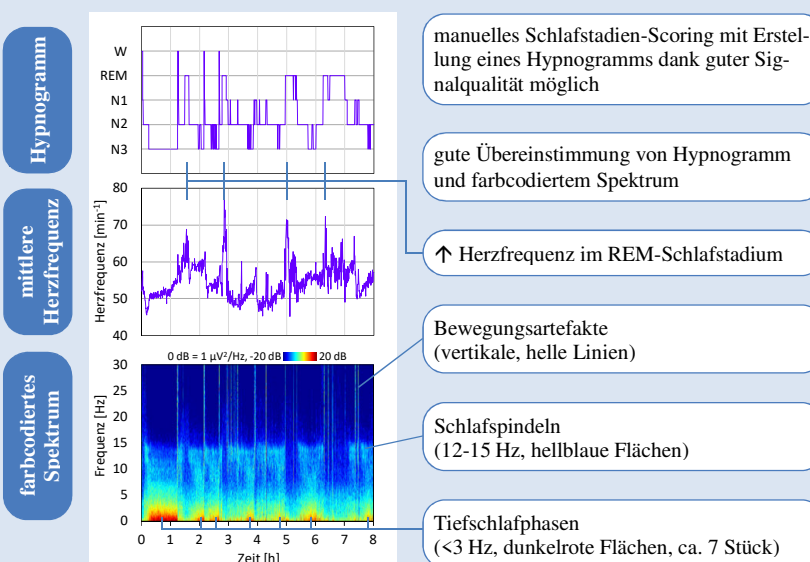 Hypnogramm
W
REM
N1
N2
N3
manuelles Schlafstadien-Scoring mit Erstel-
lung eines Hypnogramms dank guter Sig-
nalqualität möglich
gute Übereinstimmung von Hypnogramm
und farbcodiertem Spektrum
mittlere
Herzfrequenz
Herzfrequenz [min⁻¹]
80
70
60
50
40
↑ Herzfrequenz im REM-Schlafstadium
Bewegungsartefakte
(vertikale, helle Linien)
farbcodiertes
Spektrum
0 dB = 1 µV²/Hz, -20 dB 20 dB
Frequenz [Hz]
30
25
20
15
10
5
0
0 1 2 3 4 5 6 7 8
Zeit [h]
Schlafspindeln
(12-15 Hz, hellblaue Flächen)
Tiefschlafphasen
(<3 Hz, dunkelrote Flächen, ca. 7 Stück)